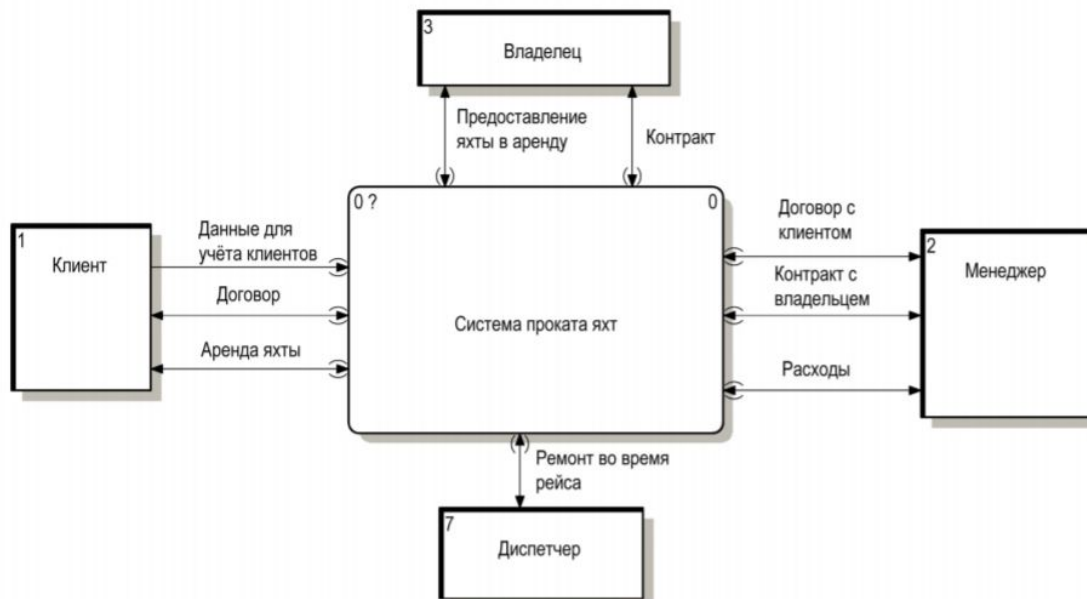 3
Владелец
Предоставление
яхты в аренду
Контракт
0 ?
0
Система проката яхт
1
Клиент
Данные для
учёта клиентов
Договор
Аренда яхты
Договор с
клиентом
Контракт с
владельцем
Расходы
2
Менеджер
Ремонт во время
рейса
7
Диспетчер